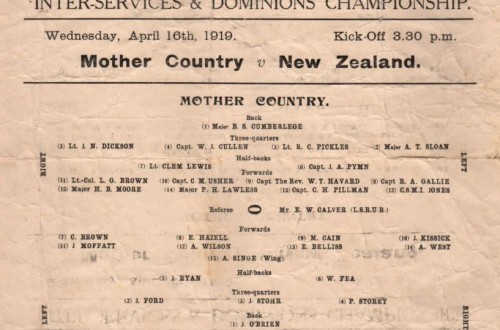 INTER-SERVICES & DOMINIONS CHAMPIONSHIP.
Wednesday, April 16th, 1919. Kick-Off 3.30 p.m.
Mother Country v New Zealand.
MOTHER COUNTRY.
Back
(1) Major B. S. CUMBERLEGE
Three-quarters
(5) Lt. J. N. DICKSON (4) Capt. W. J. CULLEN (3) Lt. R. C. PICKLES (2) Major A. T. SLOAN
Half-backs
RIGHT
LEFT
(7) Lt. CLEM LEWIS (6) Capt. J. A. PYMN
Forwards
(11) Lt.-Col. L. G. BROWN (10) Capt. C. M. USHER (9) Capt The Rev. W. T. HAVARD (8) Capt. R. A. GALLIE
(15) Major H. B. MOORE (14) Major P. H. LAWLESS (13) Capt. C. H. PILLMAN (12) C.S.M.I. JONES
Referee O Mr. E. W. CALVER (L.S.R.U.R.)
Forwards
(7) C. BROWN (8) E. HAZELL (9) M. CAIN (10) J. KISSICK
(11) J. MOFFATT (12) A. WILSON (13) E. BELLISS (14) A. WEST
(15) A. SINGE (Wing)
Half-backs
(5) J. RYAN (6) W. FEA
Three-quarters
LEFT
RIGHT
(2) J. FORD (3) J. STOHR (4) P. STOREY
Back
(1) J. O'BRIEN